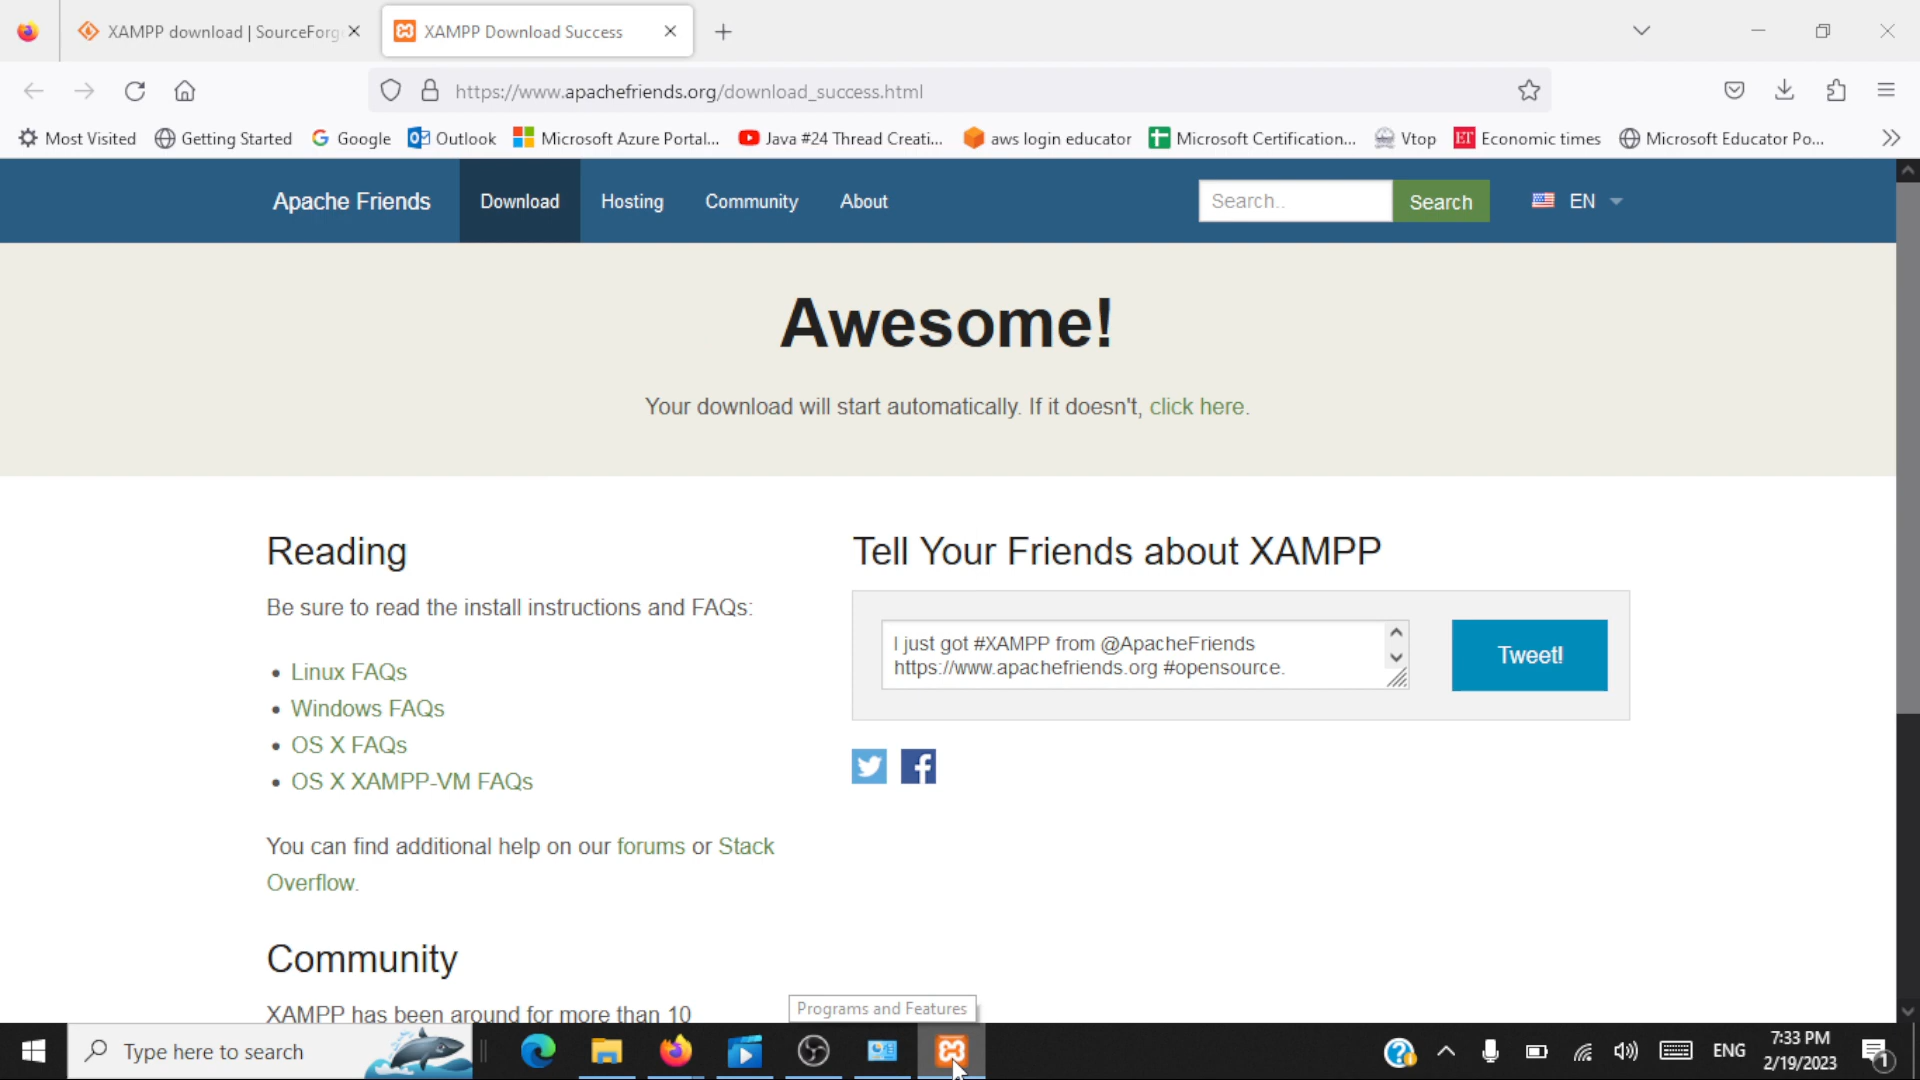 XAMPP download | SourceForg
XAMPP Download Success
https://www.apachefriends.org/download_success.html
Most Visited
Getting Started
Google
Outlook
Microsoft Azure Portal...
Java #24 Thread Creati...
aws login educator
Microsoft Certification...
Vtop
ET
Economic times
Microsoft Educator Po...
Apache Friends
Download
Hosting
Community
About
Search..
Search
EN
Awesome!
Your download will start automatically. If it doesn't, click here.
Reading
Be sure to read the install instructions and FAQs:
• Linux FAQs
• Windows FAQs
• OS X FAQs
• OS X XAMPP-VM FAQs
You can find additional help on our forums or Stack
Overflow.
Community
XAMPP has been around for more than 10
Tell Your Friends about XAMPP
I just got #XAMPP from @ApacheFriends
https://www.apachefriends.org #opensource.
Tweet!
Programs and Features
Type here to search
ENG
7:33 PM
2/19/2023
1